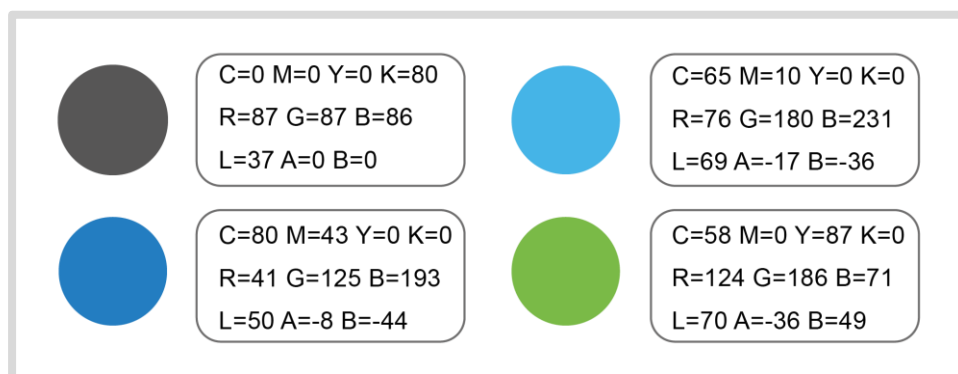 C=0 M=0 Y=0 K=80
R=87 G=87 B=86
L=37 A=0 B=0
C=65 M=10 Y=0 K=0
R=76 G=180 B=231
L=69 A=-17 B=-36
C=80 M=43 Y=0 K=0
R=41 G=125 B=193
L=50 A=-8 B=-44
C=58 M=0 Y=87 K=0
R=124 G=186 B=71
L=70 A=-36 B=49